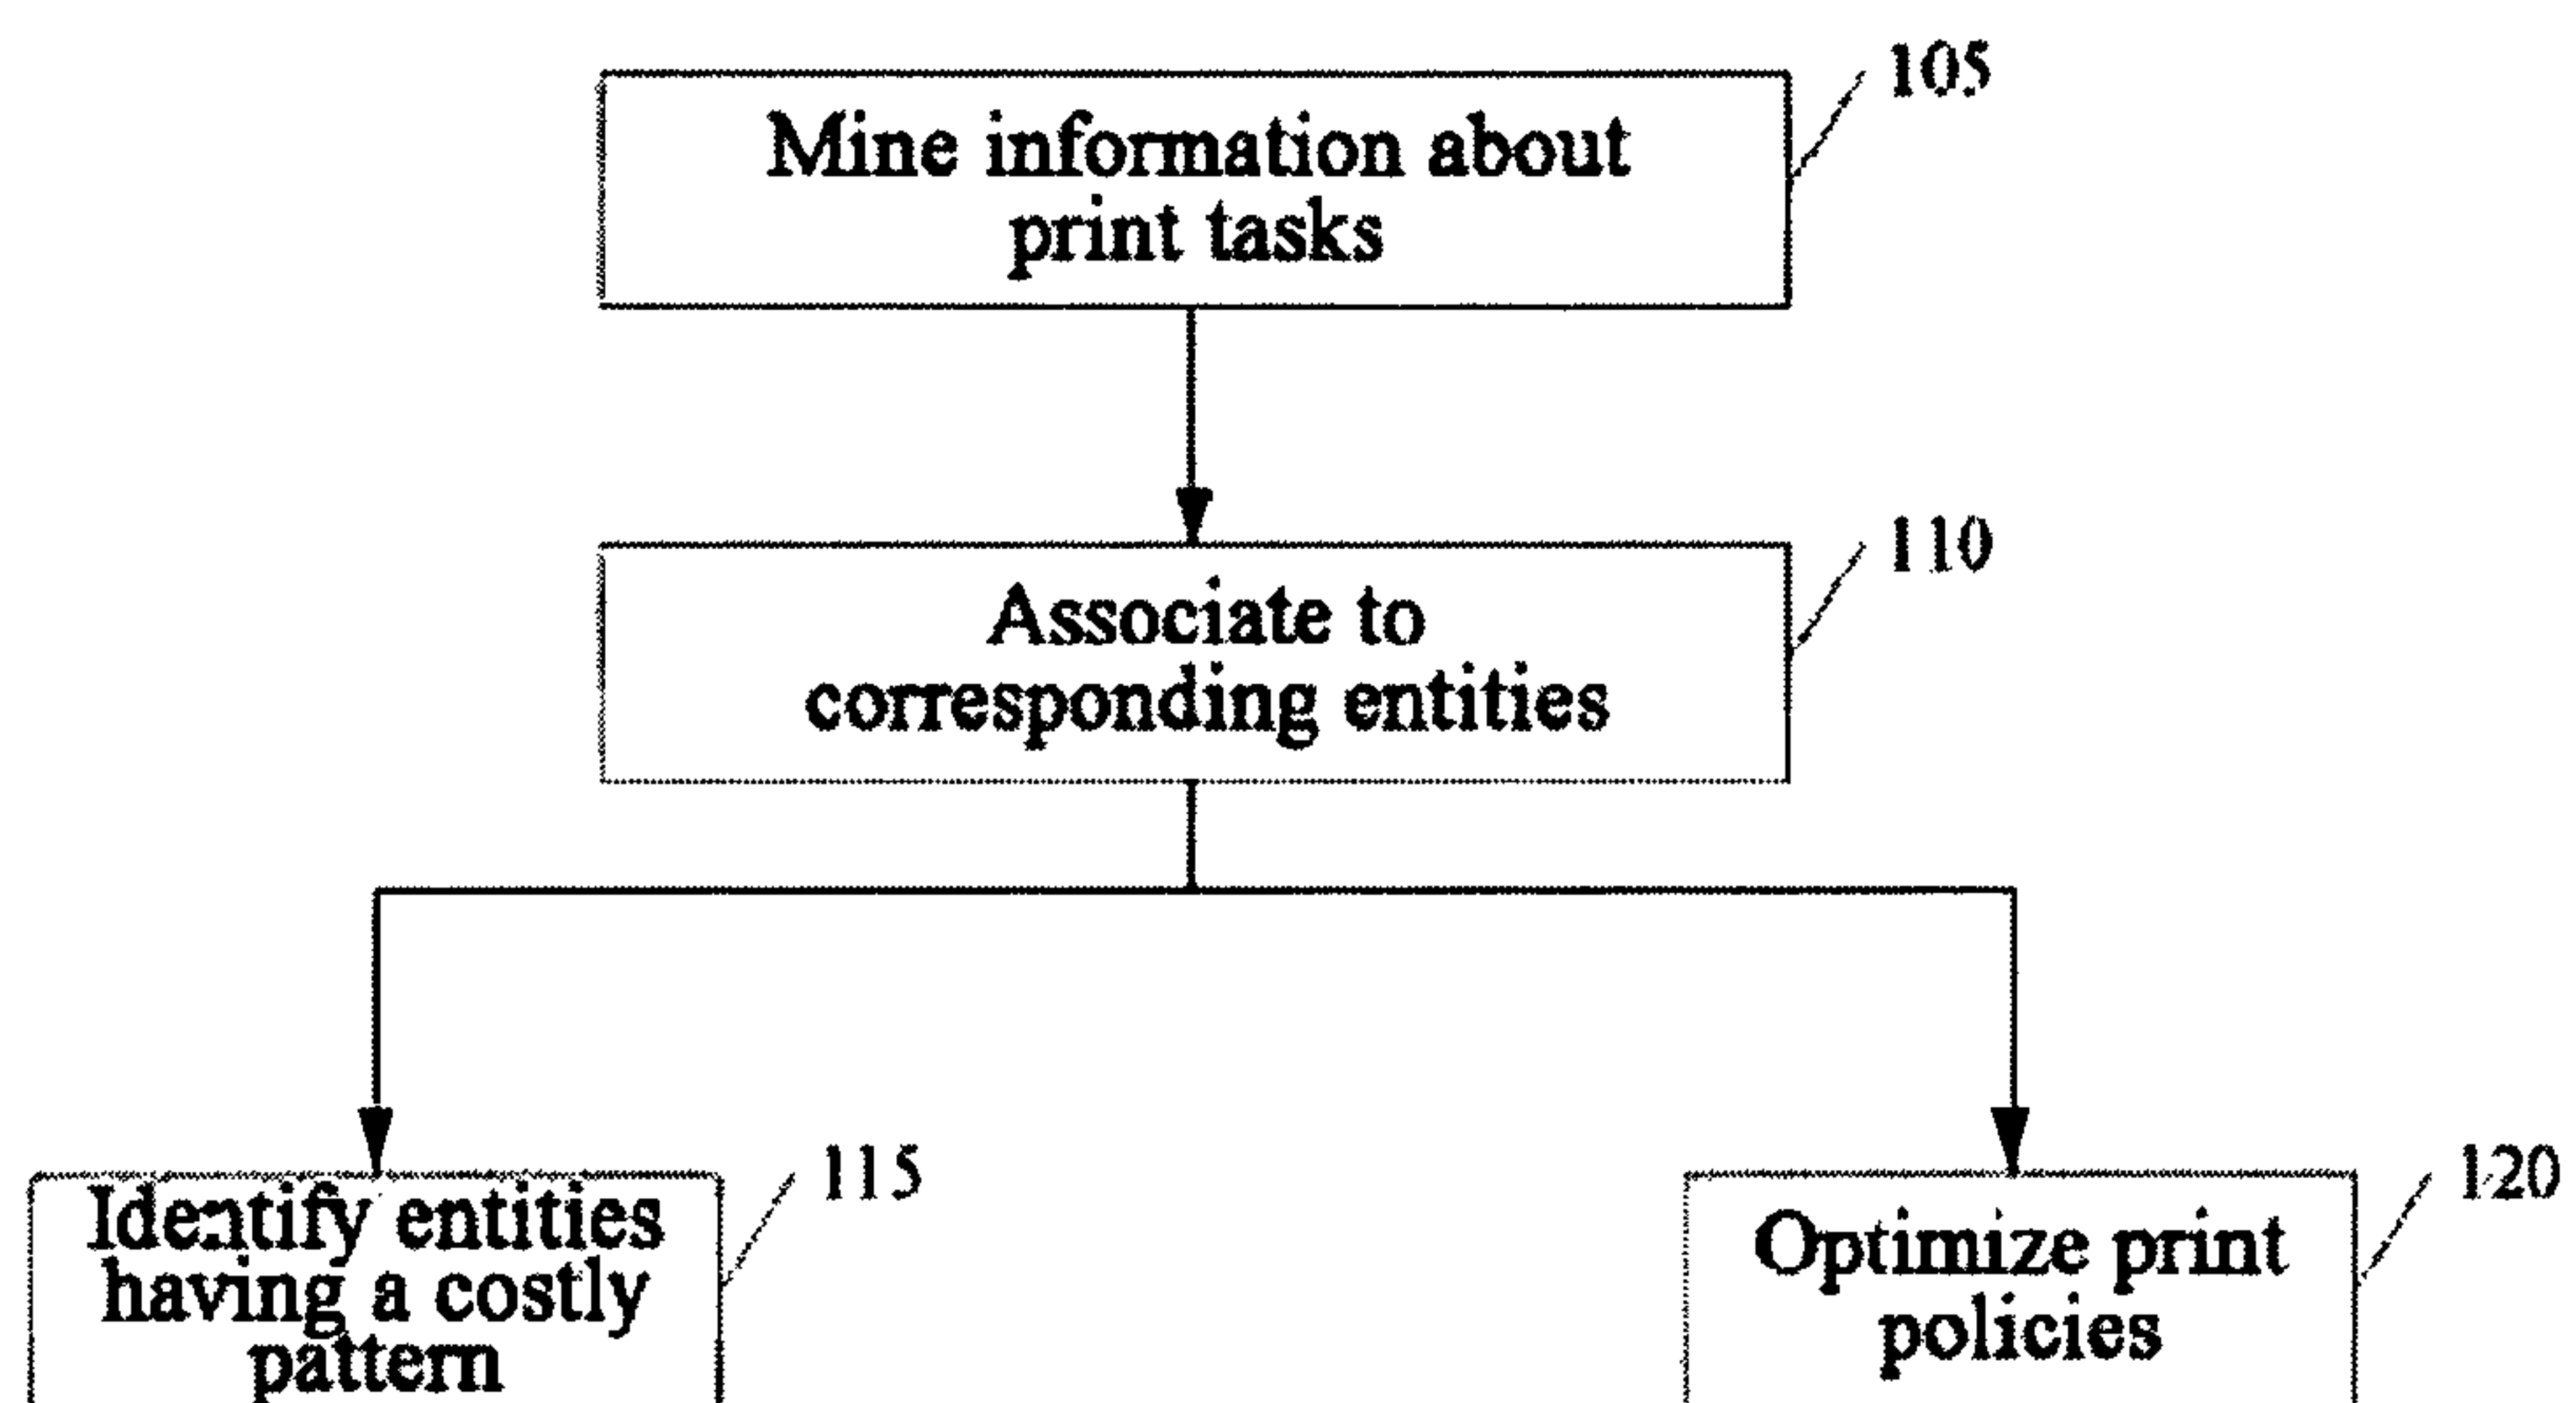 105
Mine information about
print tasks
110
Associate to
corresponding entities
115
Identify entities
having a costly
pattern
120
Optimize print
policies